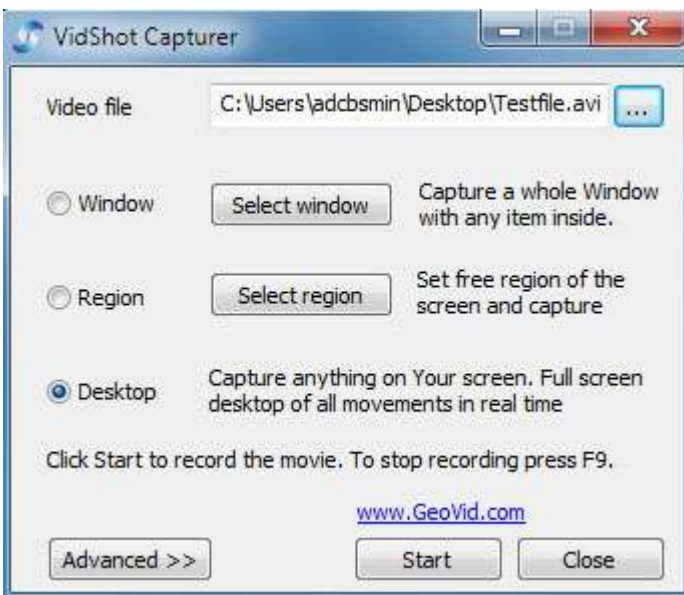 VidShot Capturer
Video file C:\Users\adcbsmin\Desktop\Testfile.avi ...
Window Select window Capture a whole Window
with any item inside.
Region Select region Set free region of the
screen and capture
Desktop Capture anything on Your screen. Full screen
desktop of all movements in real time
Click Start to record the movie. To stop recording press F9.
www.GeoVid.com
Advanced >> Start Close